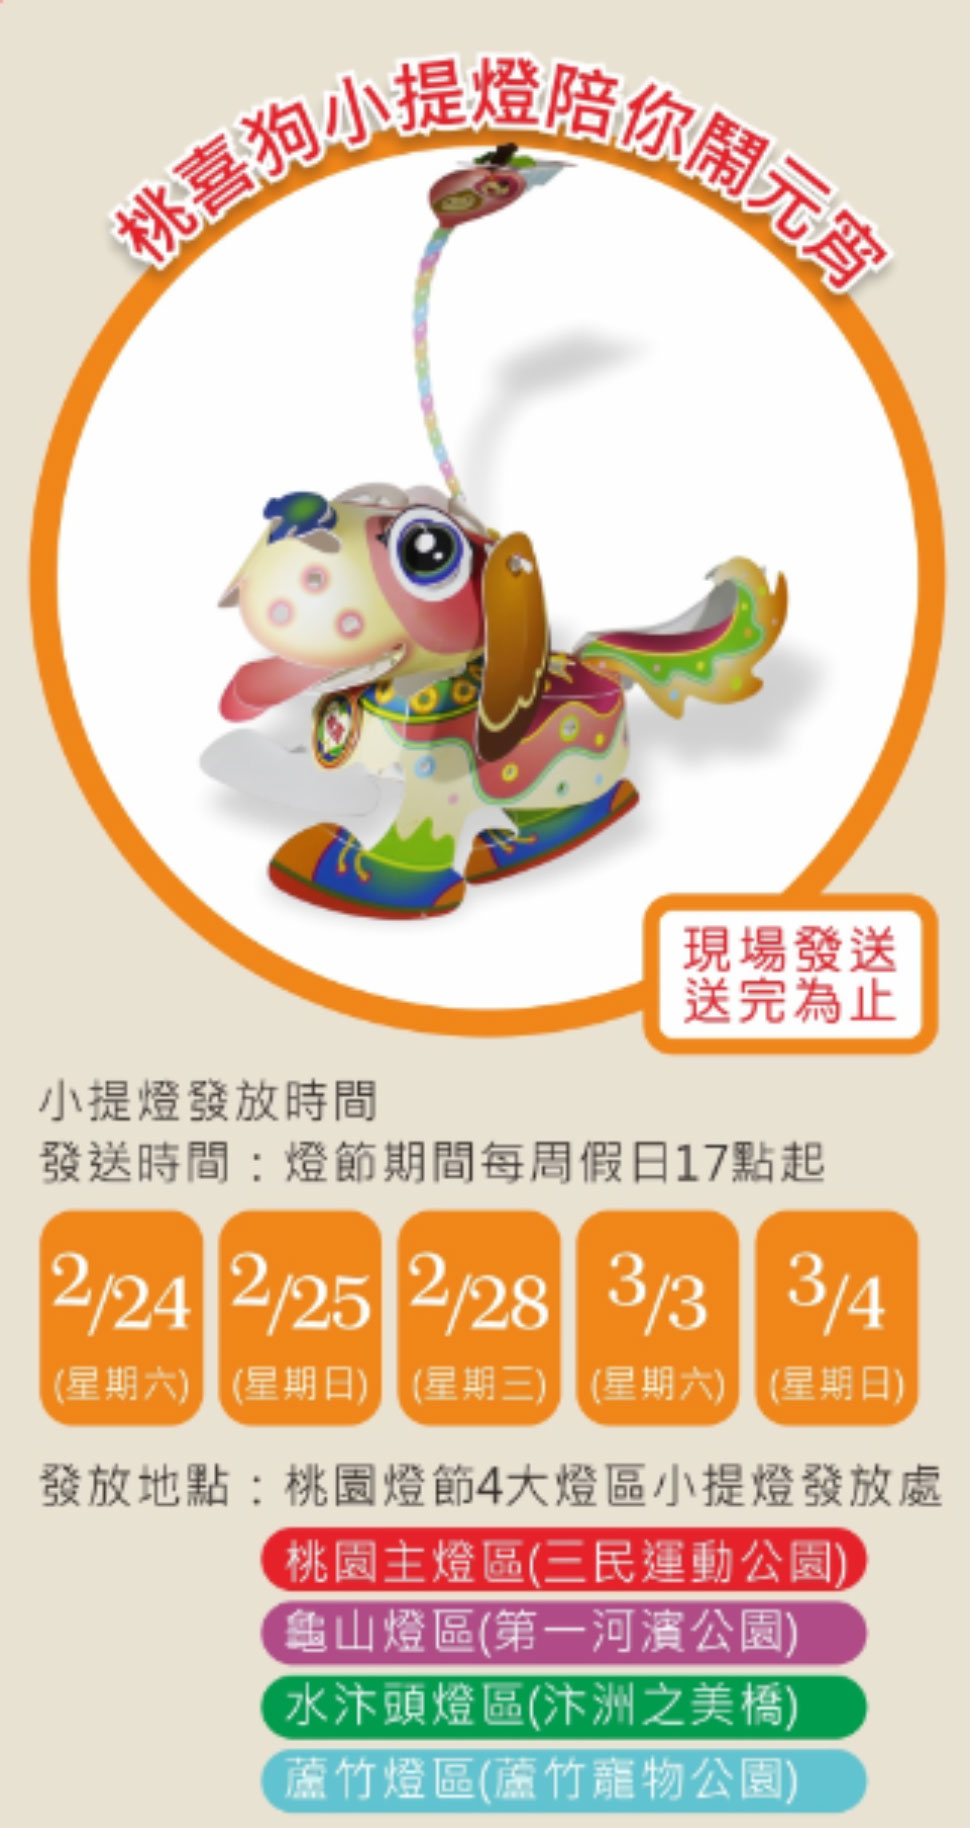 桃喜狗小提燈陪你鬧元宵
現場發送
送完為止
小提燈發放時間
發送時間：燈節期間每周假日17點起
2/24 2/25 2/28 3/3 3/4
(星期六) (星期日) (星期三) (星期六) (星期日)
發放地點：桃園燈節4大燈區小提燈發放處
桃園主燈區(三民運動公園)
龜山燈區(第一河濱公園)
水汴頭燈區(汴洲之美橋)
蘆竹燈區(蘆竹寵物公園)